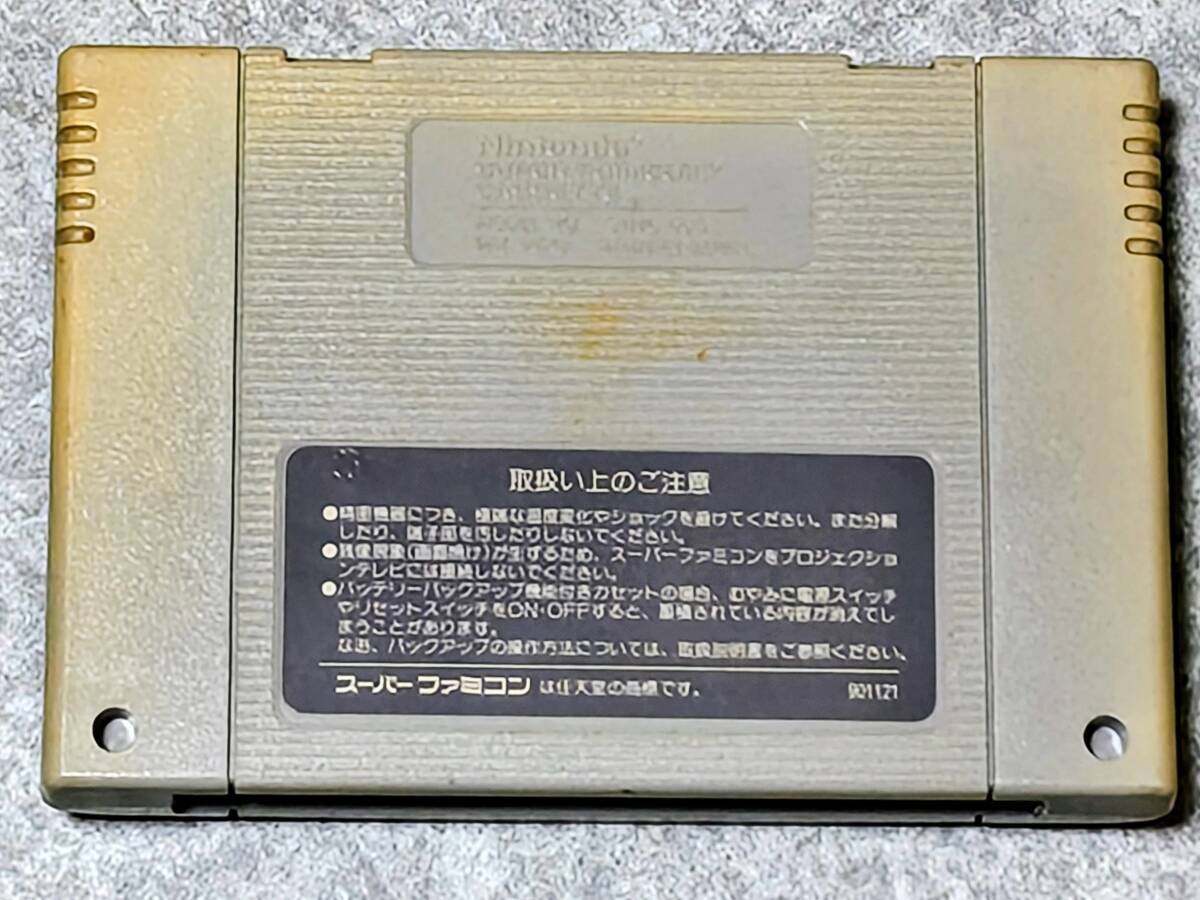 Nintendo
取扱い上のご注意
●精密機器につき、極端な温度変化やショックを避けてください。また分解
したり、端子部を汚したりしないでください。
●残像現象(画面焼け)が生ずるため、スーパーファミコンをプロジェクショ
ンテレビには接続しないでください。
●バッテリーバックアップ機能付きカセットの場合、むやみに電源スイッチ
やリセットスイッチをON・OFFすると、蓄積されている内容が消えてし
まうことがあります。
なお、バックアップの操作方法については、取扱説明書をご参照ください。
スーパーファミコン は任天堂の商標です。 901121